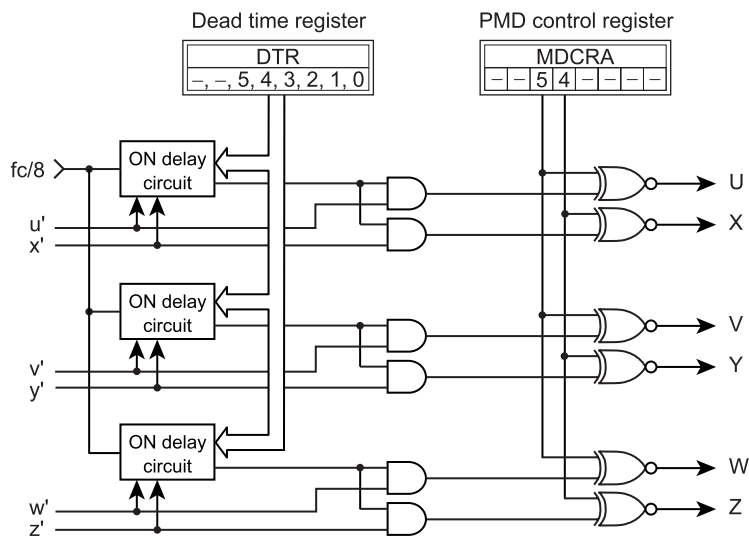 Dead time register
PMD control register
DTR
–, –, 5, 4, 3, 2, 1, 0
MDCRA
– – 5 4 – – – –
fc/8
ON delay
circuit
u'
x'
U
X
ON delay
circuit
v'
y'
V
Y
ON delay
circuit
w'
z'
W
Z